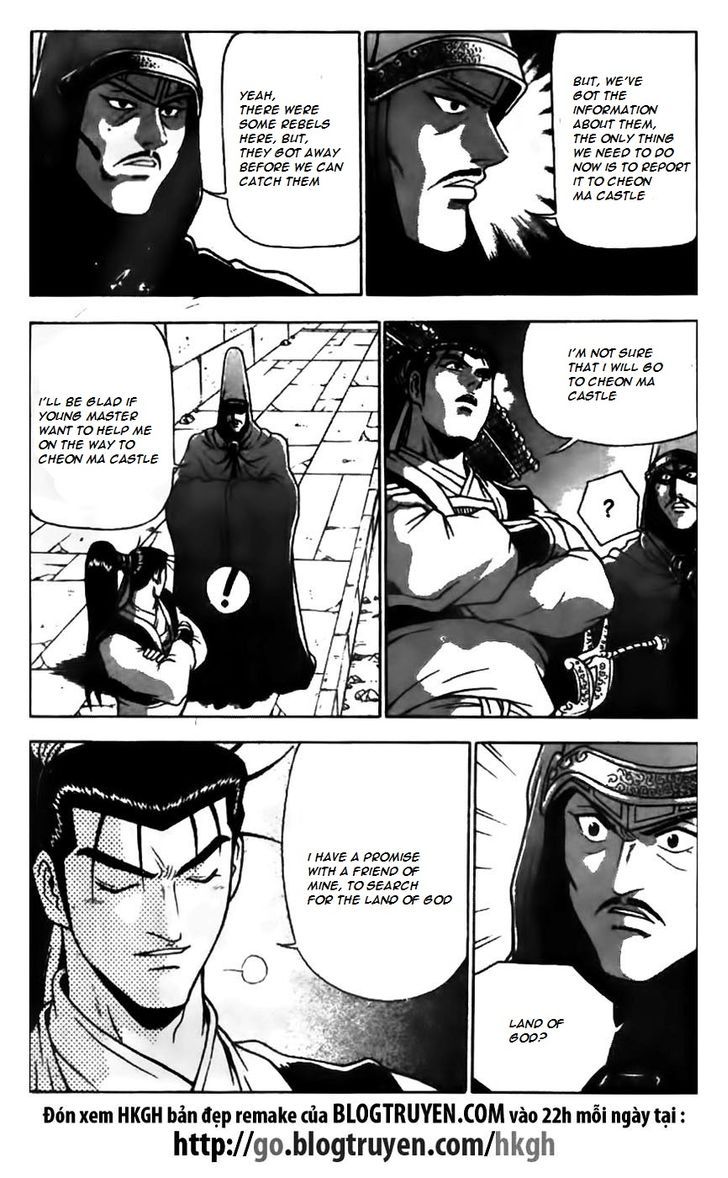 YEAH,
THERE WERE
SOME REBELS
HERE, BUT,
THEY GOT AWAY
BEFORE WE CAN
CATCH THEM
BUT, WE'VE
GOT THE
INFORMATION
ABOUT THEM,
THE ONLY THING
WE NEED TO DO
NOW IS TO REPORT
IT TO CHEON
MA CASTLE
I'LL BE GLAD IF
YOUNG MASTER
WANT TO HELP ME
ON THE WAY TO
CHEON MA CASTLE
!
I'M NOT SURE
THAT I WILL GO
TO CHEON MA
CASTLE
?
I HAVE A PROMISE
WITH A FRIEND OF
MINE, TO SEARCH
FOR THE LAND OF GOD
LAND OF
GOD?
Đón xem HKGH bản đẹp remake của BLOGTRUYEN.COM vào 22h mỗi ngày tại :
http://go.blogtruyen.com/hkgh